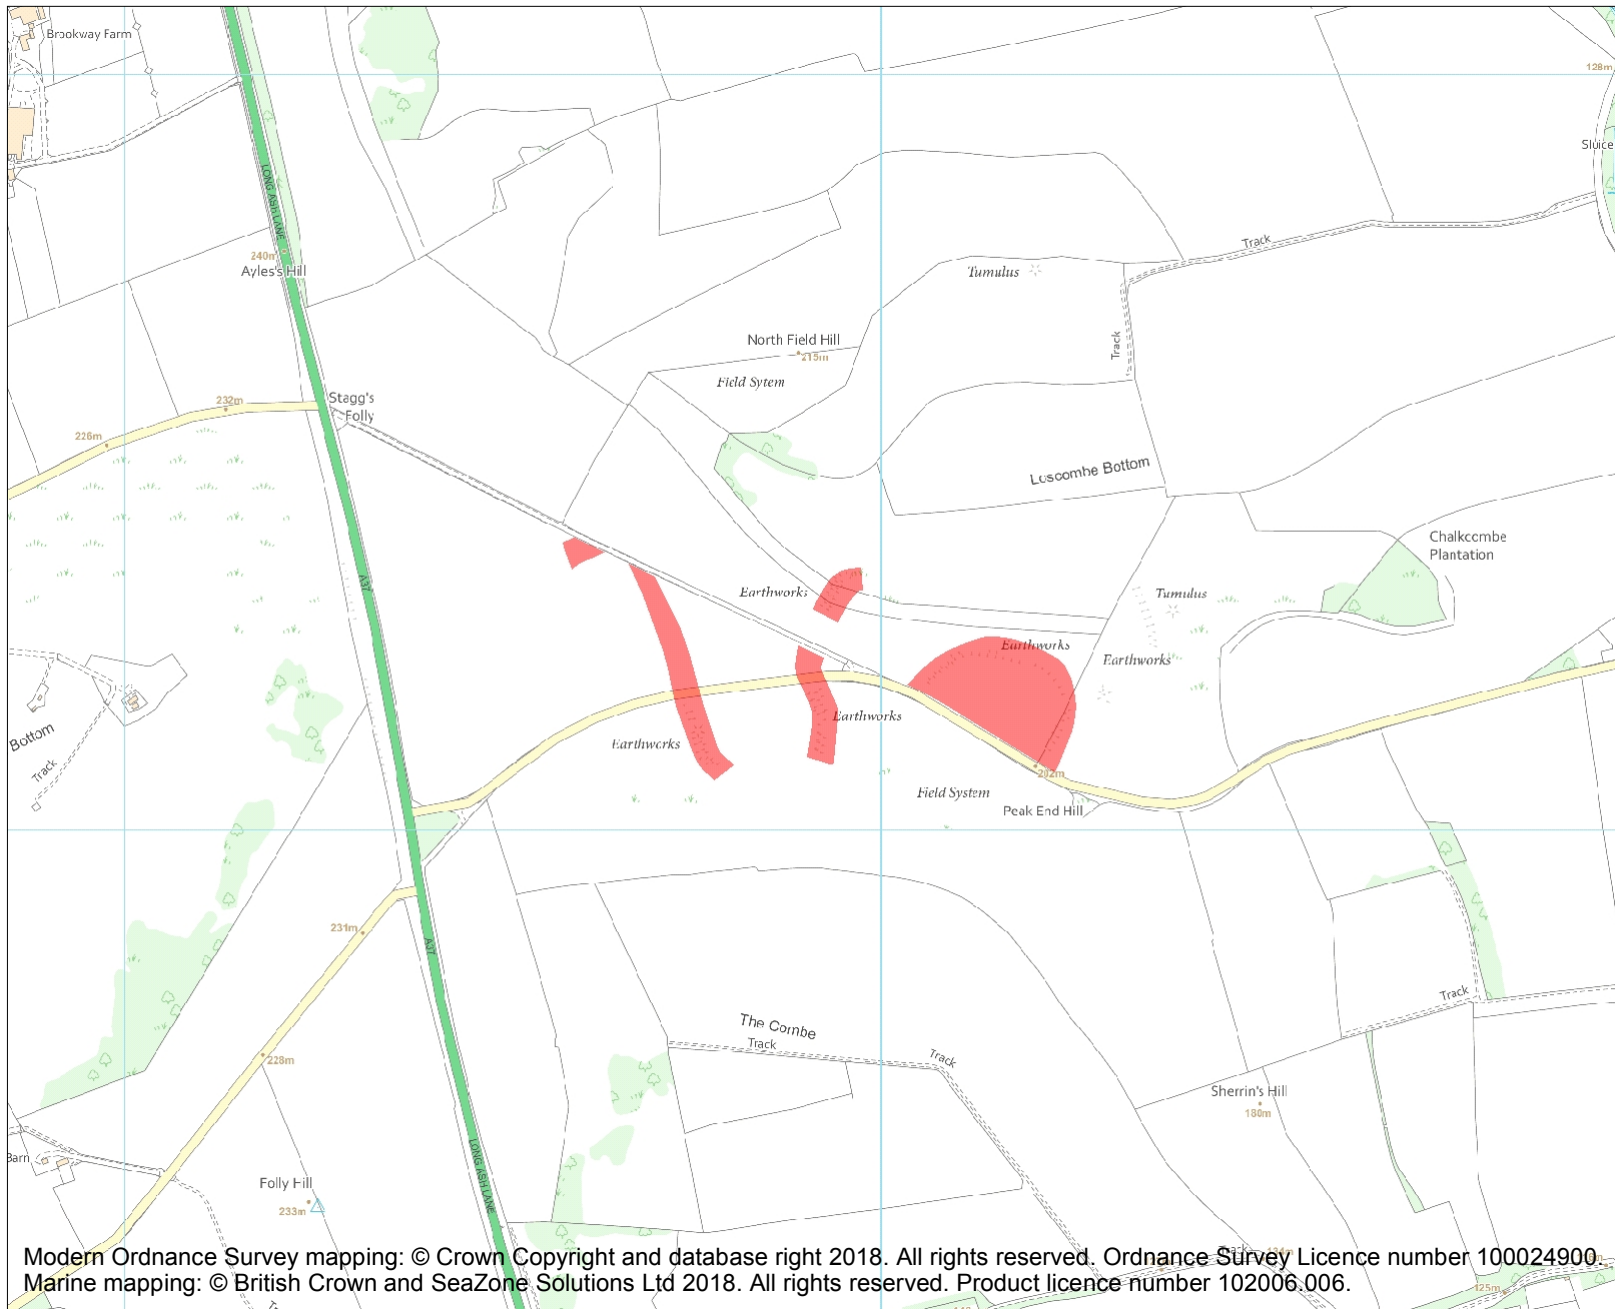 Brookway Farm
128m
Sluice
LONG ASH LANE
240m
Ayles's Hill
Track
Tumulus
Track
North Field Hill
215m
Field Sytem
232m
Stagg's
Folly
226m
Loscombe Bottom
Chalkccmbe
Plantation
A37
Earthworks
Tumulus
Earthworks
Earthworks
Earthworks
Earthworks
Bottom
Track
202m
Field System
Peak End Hill
231m
A37
Track
The Combe
Track
Track
228m
Sherrin's Hill
180m
Barn
LONG ASH LANE
Folly Hill
233m
Track
134m
Modern Ordnance Survey mapping: © Crown Copyright and database right 2018. All rights reserved. Ordnance Survey Licence number 100024900.
Marine mapping: © British Crown and SeaZone Solutions Ltd 2018. All rights reserved. Product licence number 102006.006.
125m